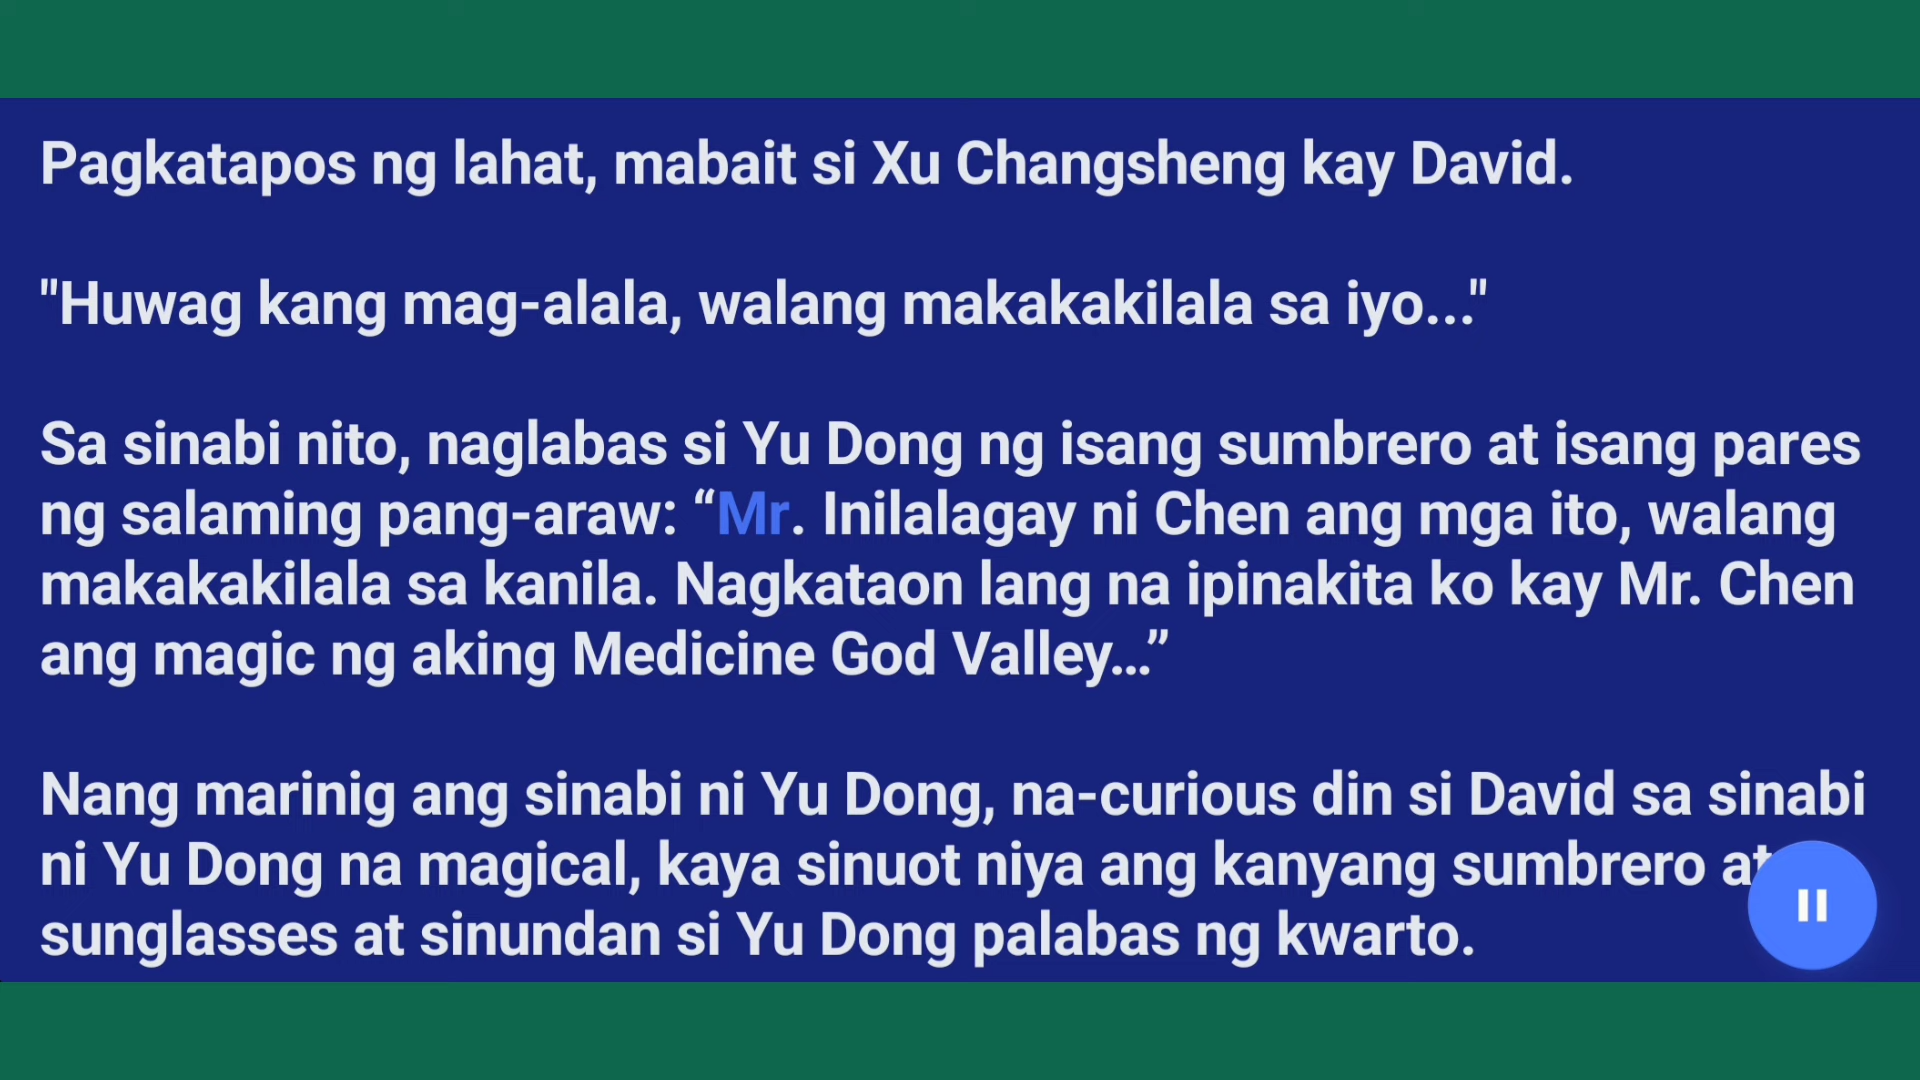 Pagkatapos ng lahat, mabait si Xu Changsheng kay David.
"Huwag kang mag-alala, walang makakakilala sa iyo..."
Sa sinabi nito, naglabas si Yu Dong ng isang sumbrero at isang pares
ng salaming pang-araw: “Mr. Inilalagay ni Chen ang mga ito, walang
makakakilala sa kanila. Nagkataon lang na ipinakita ko kay Mr. Chen
ang magic ng aking Medicine God Valley…”
Nang marinig ang sinabi ni Yu Dong, na-curious din si David sa sinabi
ni Yu Dong na magical, kaya sinuot niya ang kanyang sumbrero at
sunglasses at sinundan si Yu Dong palabas ng kwarto.